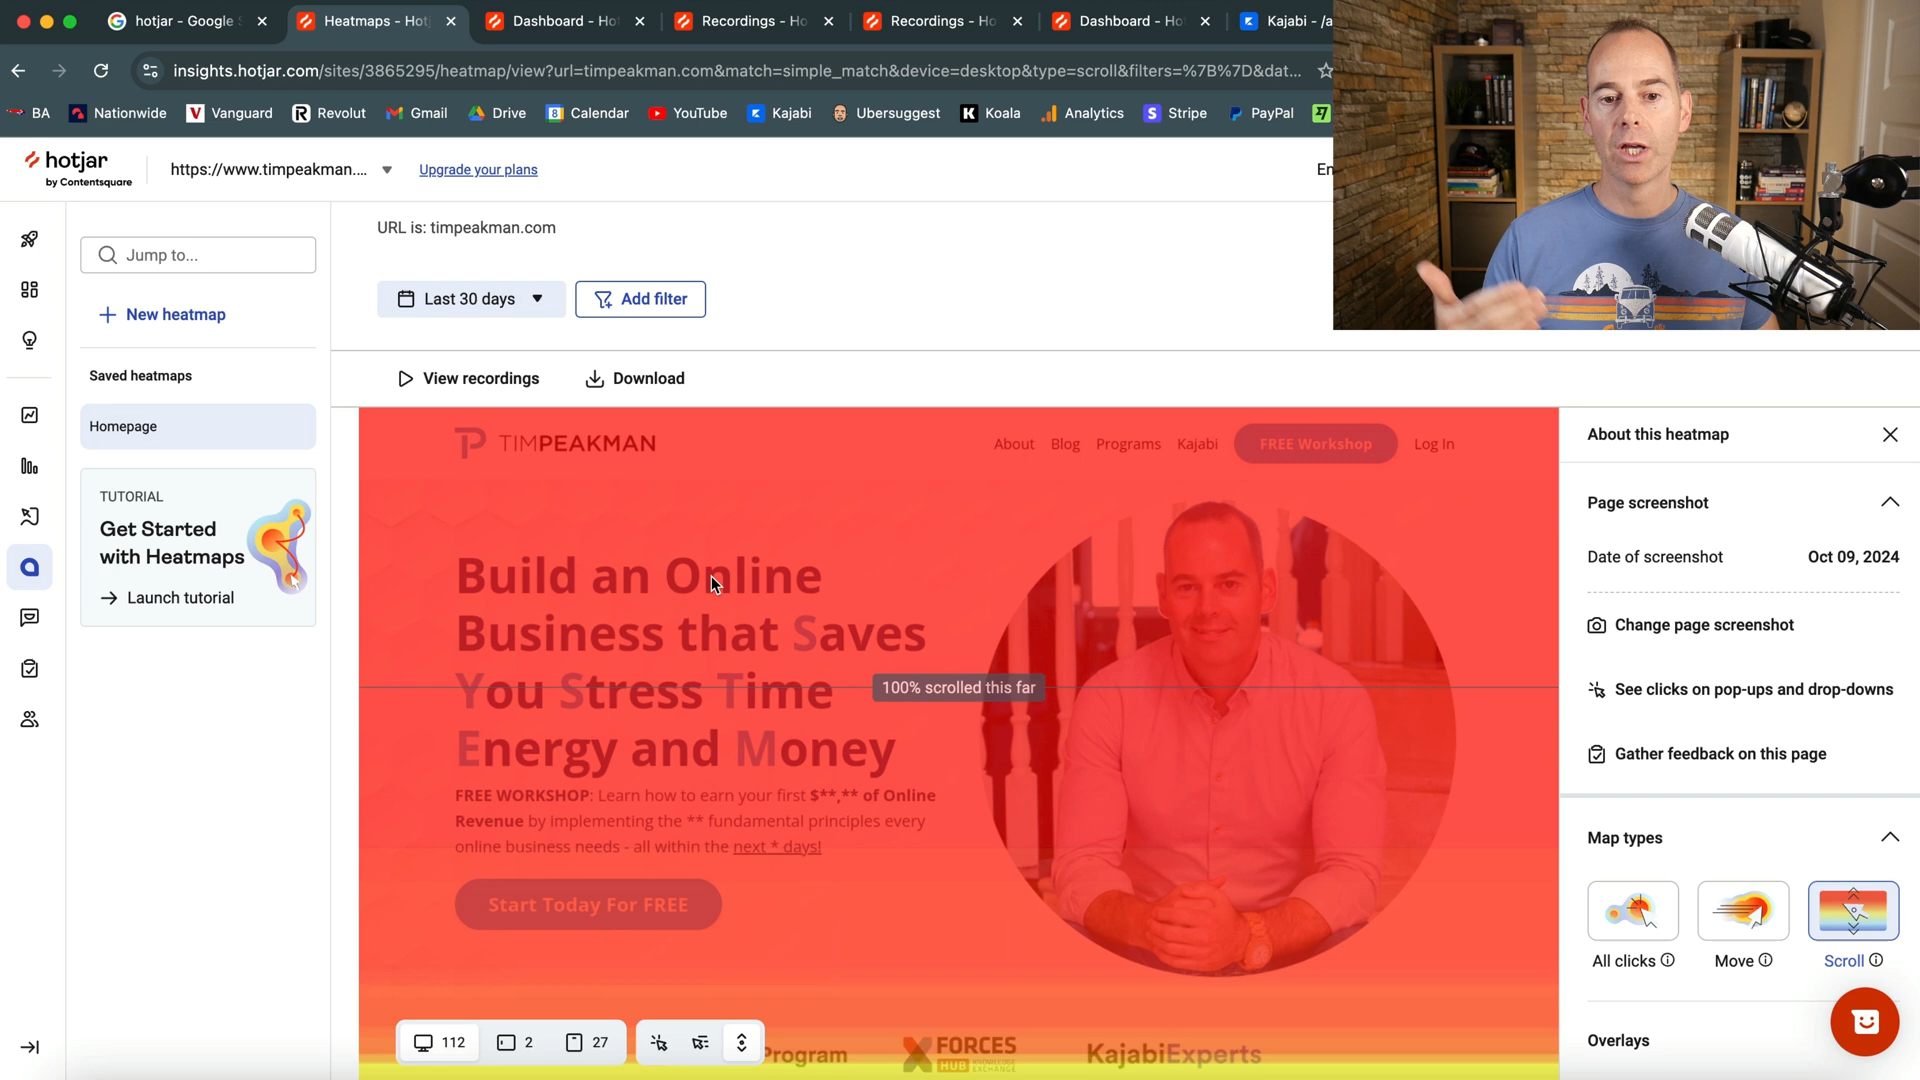 hotjar - Google S
Heatmaps - Hotj
Dashboard - Ho
Recordings - Ho
Recordings - Ho
Dashboard - Ho
Kajabi - /a
insights.hotjar.com/sites/3865295/heatmap/view?url=timpeakman.com&match=simple_match&device=desktop&type=scroll&filters=%7B%7D&dat...
BA
Nationwide
Vanguard
Revolut
Gmail
Drive
Calendar
YouTube
Kajabi
Ubersuggest
Koala
Analytics
Stripe
PayPal
hotjar
by Contentsquare
https://www.timpeakman....
Upgrade your plans
En
Jump to...
New heatmap
Saved heatmaps
Homepage
TUTORIAL
Get Started
with Heatmaps
Launch tutorial
URL is: timpeakman.com
Last 30 days
Add filter
View recordings
Download
TIMPEAKMAN
About
Blog
Programs
Kajabi
FREE Workshop
Log In
Build an Online
Business that Saves
You Stress Time
Energy and Money
100% scrolled this far
FREE WORKSHOP: Learn how to earn your first $**,** of Online
Revenue by implementing the ** fundamental principles every
online business needs - all within the next * days!
Start Today For FREE
112
2
27
Program
FORCES
HUB
KNOWLEDGE
EXCHANGE
KajabiExperts
About this heatmap
Page screenshot
Date of screenshot
Oct 09, 2024
Change page screenshot
See clicks on pop-ups and drop-downs
Gather feedback on this page
Map types
All clicks
Move
Scroll
Overlays